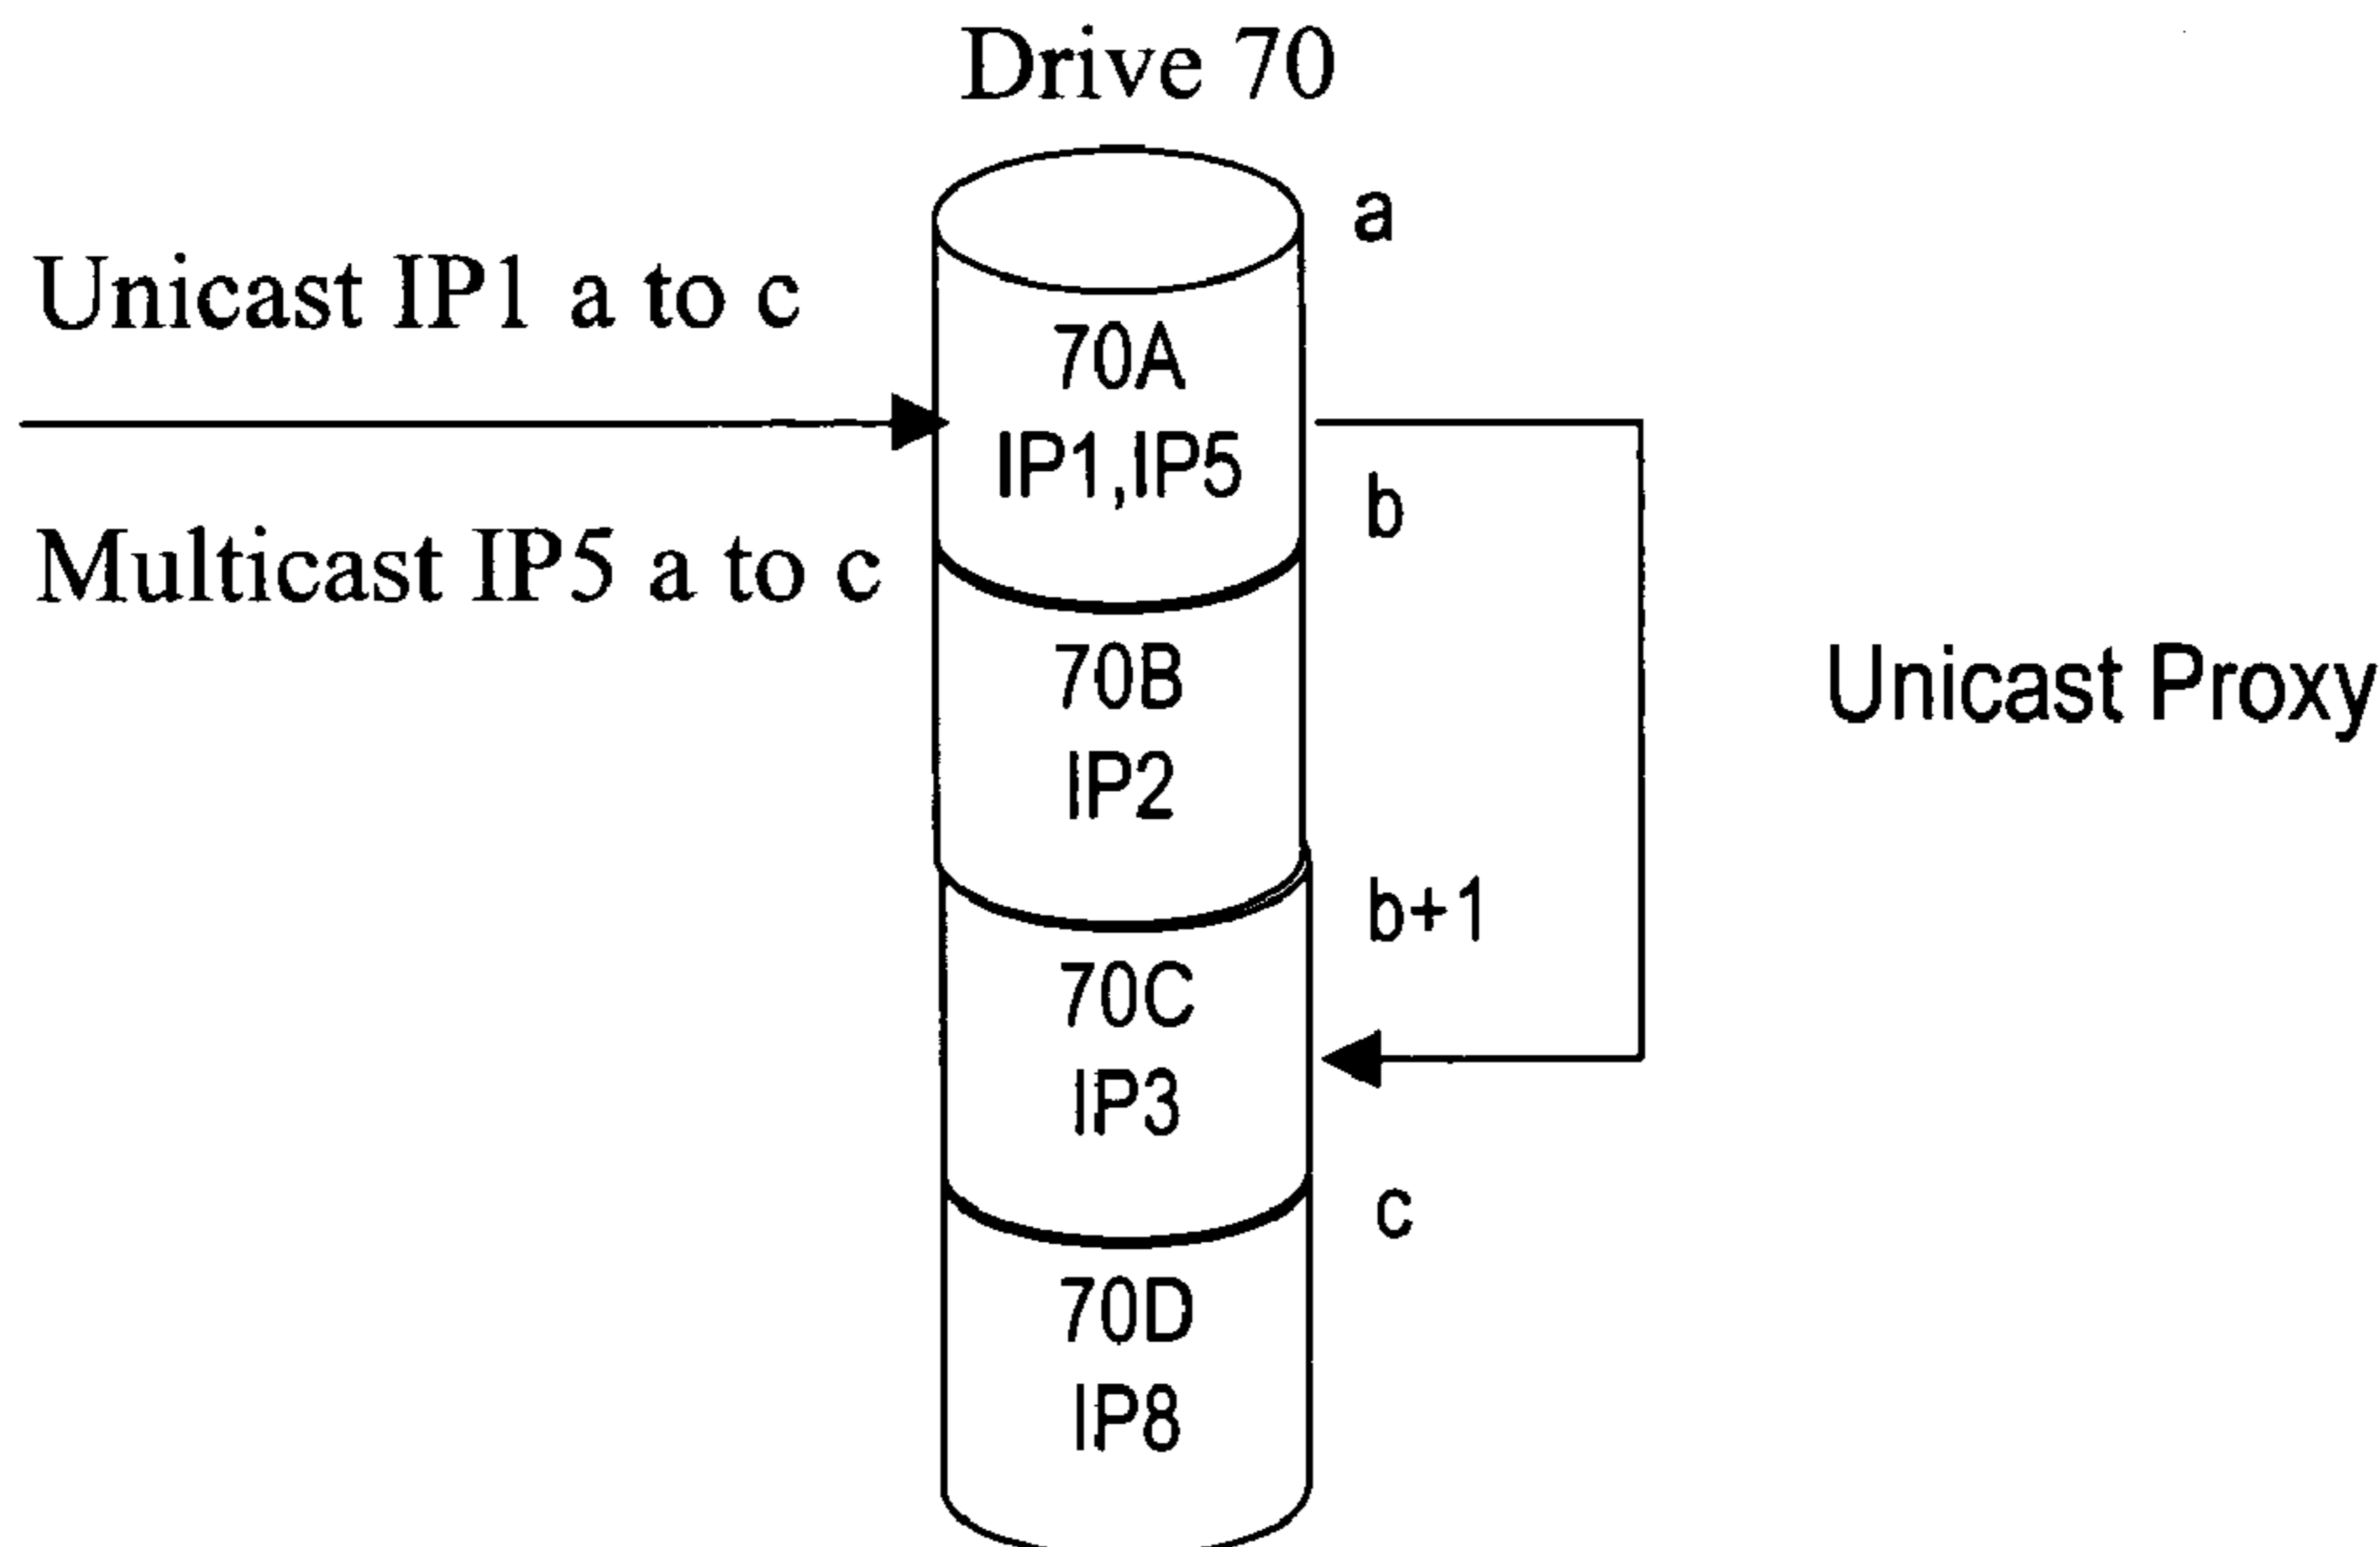 Drive 70
a
Unicast IP1 a to c
70A
IP1,IP5
b
Multicast IP5 a to c
70B
IP2
Unicast Proxy
b+1
70C
IP3
c
70D
IP8